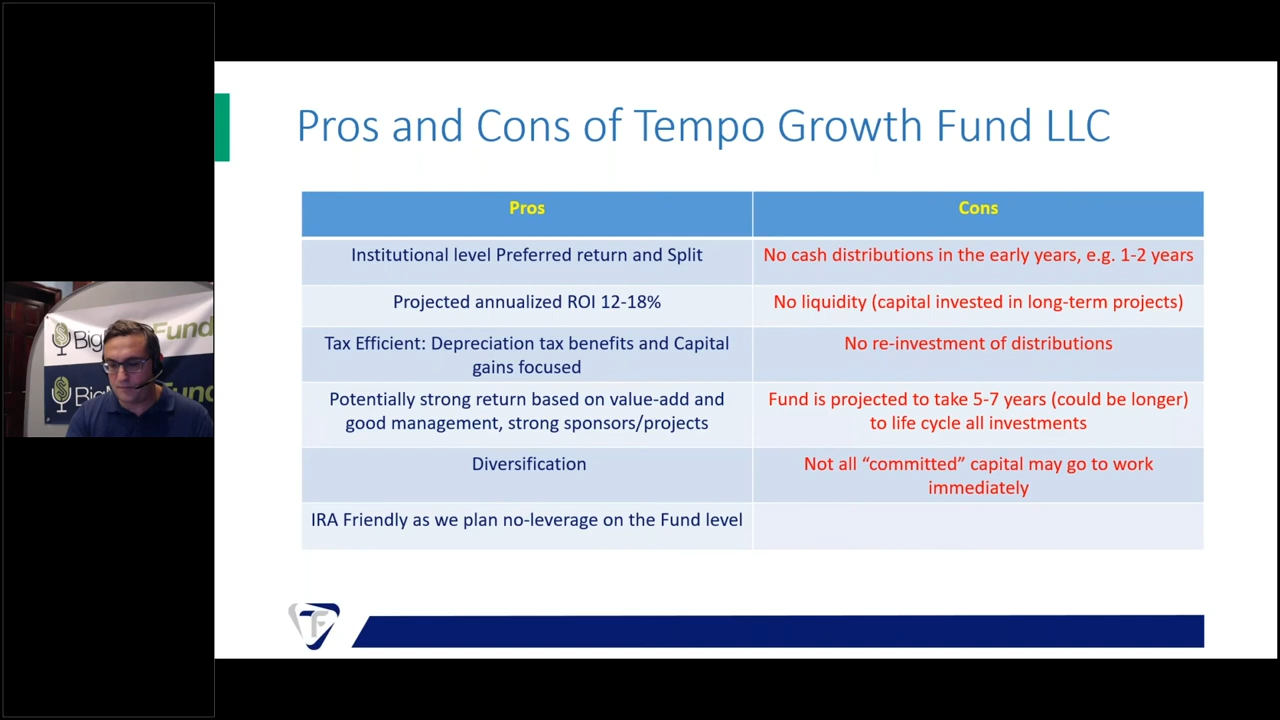 Pros and Cons of Tempo Growth Fund LLC
Pros
Cons
Institutional level Preferred return and Split
No cash distributions in the early years, e.g. 1-2 years
Projected annualized ROI 12-18%
No liquidity (capital invested in long-term projects)
Tax Efficient: Depreciation tax benefits and Capital
gains focused
No re-investment of distributions
Potentially strong return based on value-add and
good management, strong sponsors/projects
Fund is projected to take 5-7 years (could be longer)
to life cycle all investments
Diversification
Not all “committed” capital may go to work
immediately
IRA Friendly as we plan no-leverage on the Fund level
TF
Big
Fund
Big